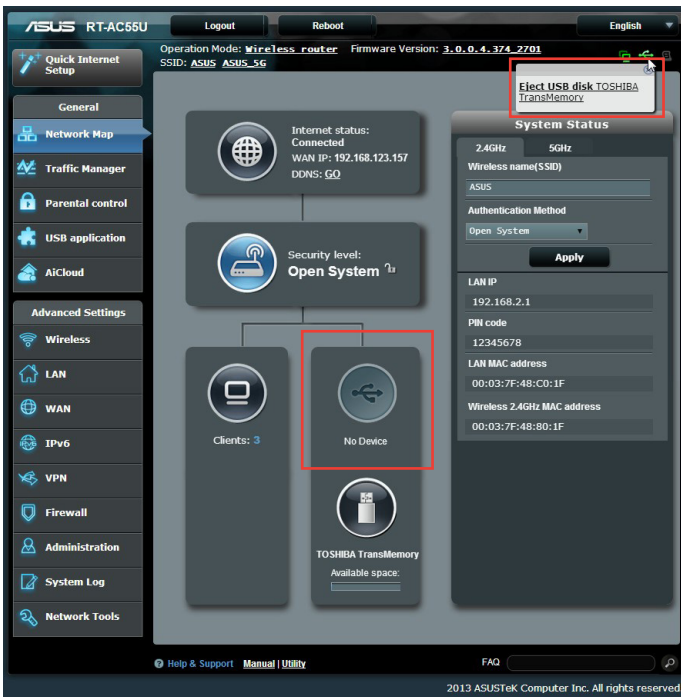 ASUS RT-AC55U
Logout
Reboot
English
Quick Internet
Setup
Operation Mode: Wireless router Firmware Version: 3.0.0.4.374_2701
SSID: ASUS ASUS_5G
Eject USB disk TOSHIBA
TransMemory
General
Network Map
Traffic Manager
Parental control
USB application
AiCloud
Advanced Settings
Wireless
LAN
WAN
IPv6
VPN
Firewall
Administration
System Log
Network Tools
Internet status:
Connected
WAN IP: 192.168.123.157
DDNS: GO
Security level:
Open System
Clients: 3
No Device
TOSHIBA TransMemory
Available space:
System Status
2.4GHz
5GHz
Wireless name(SSID)
ASUS
Authentication Method
Open System
Apply
LAN IP
192.168.2.1
PIN code
12345678
LAN MAC address
00:03:7F:48:C0:1F
Wireless 2.4GHz MAC address
00:03:7F:48:80:1F
Help & Support Manual | Utility
FAQ
2013 ASUSTeK Computer Inc. All rights reserved